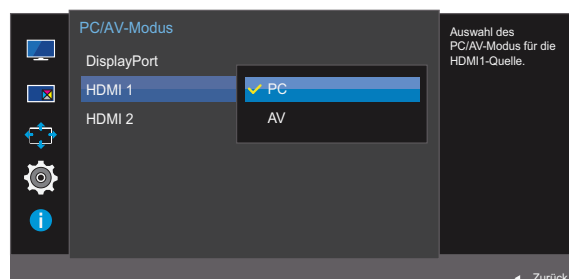 PC/AV-Modus
DisplayPort
HDMI 1
HDMI 2
PC
AV
Auswahl des
PC/AV-Modus für die
HDMI1-Quelle.
Zurück